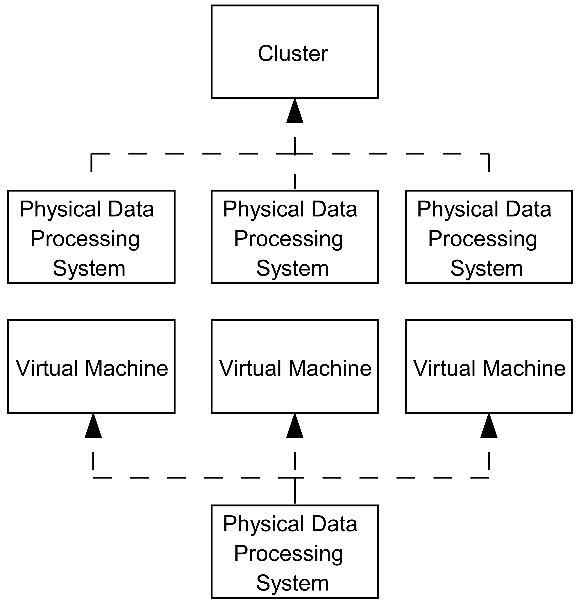 Cluster
Physical Data
Processing
System
Physical Data
Processing
System
Physical Data
Processing
System
Virtual Machine
Virtual Machine
Virtual Machine
Physical Data
Processing
System